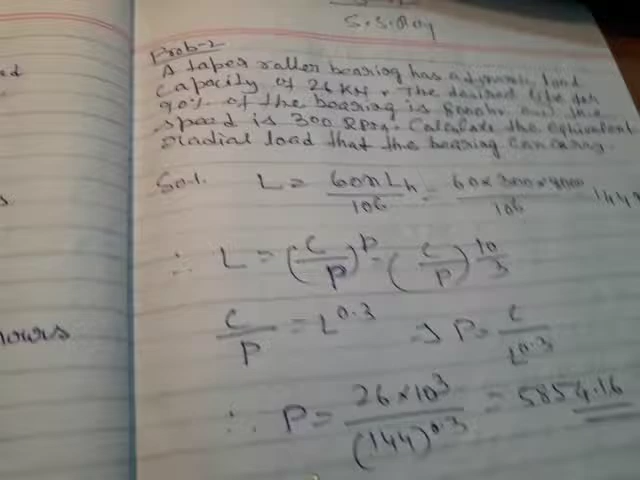 S.S.Roy
Prob-2
A taper roller bearing has a dynamic load
capacity of 26 KN. The desired life for
90% of the bearing is 8000hr and the
speed is 300 Rpm. Calculate the equivalent
radial load that the bearing can carry.
Sol. L = 60nLh/10⁶ = 60×300×8000/10⁶ 144
∴ L = (C/P)^p = (C/P)^10/3
C/P = L^0.3 ⇒ P = C/L^0.3
hours
∴ P = 26×10³/(144)^0.3 = 5854.16